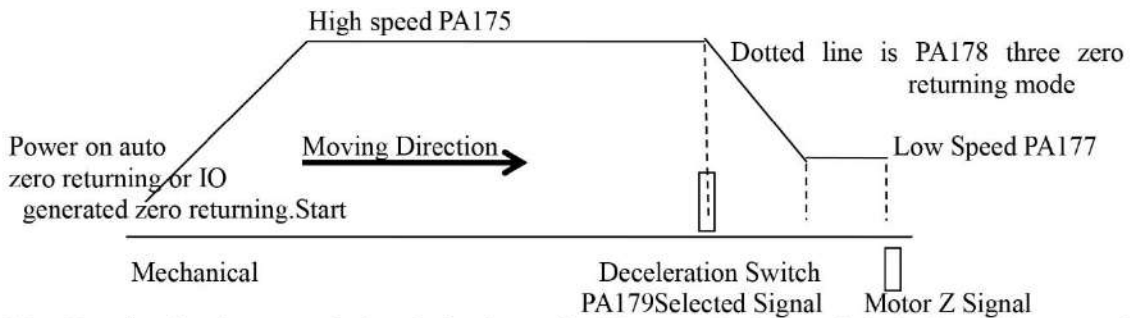 High speed PA175
Dotted line is PA178 three zero
returning mode
Power on auto
zero returning or IO
generated zero returning.Start
Moving Direction
Low Speed PA177
Mechanical
Deceleration Switch
PA179Selected Signal
Motor Z Signal